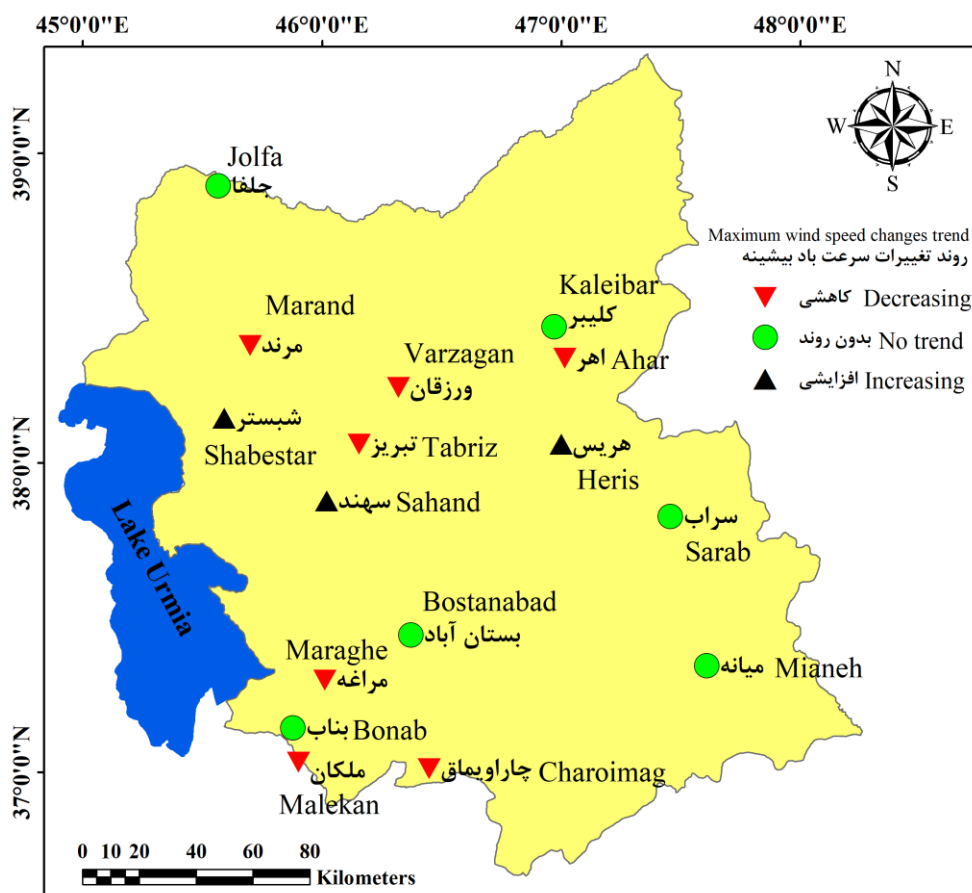 45°0'0"E 46°0'0"E 47°0'0"E 48°0'0"E
39°0'0"N
38°0'0"N
37°0'0"N
N
W E
S
Jolfa
جلفا
Maximum wind speed changes trend
روند تغییرات سرعت باد بیشینه
کاهشی Decreasing
بدون روند No trend
افزایشی Increasing
Kaleibar
کلیبر
Marand
مرند
Varzagan
ورزقان
اهر Ahar
شبستر
Shabestar
تبریز Tabriz
هریس
Heris
سهند Sahand
سراب
Sarab
Lake Urmia
Bostanabad
بستان آباد
Maraghe
مراغه
میانه Mianeh
بناب Bonab
ملکان
Malekan
چاراویماق Charoimag
0 5 10 20 40 60 80
Kilometers